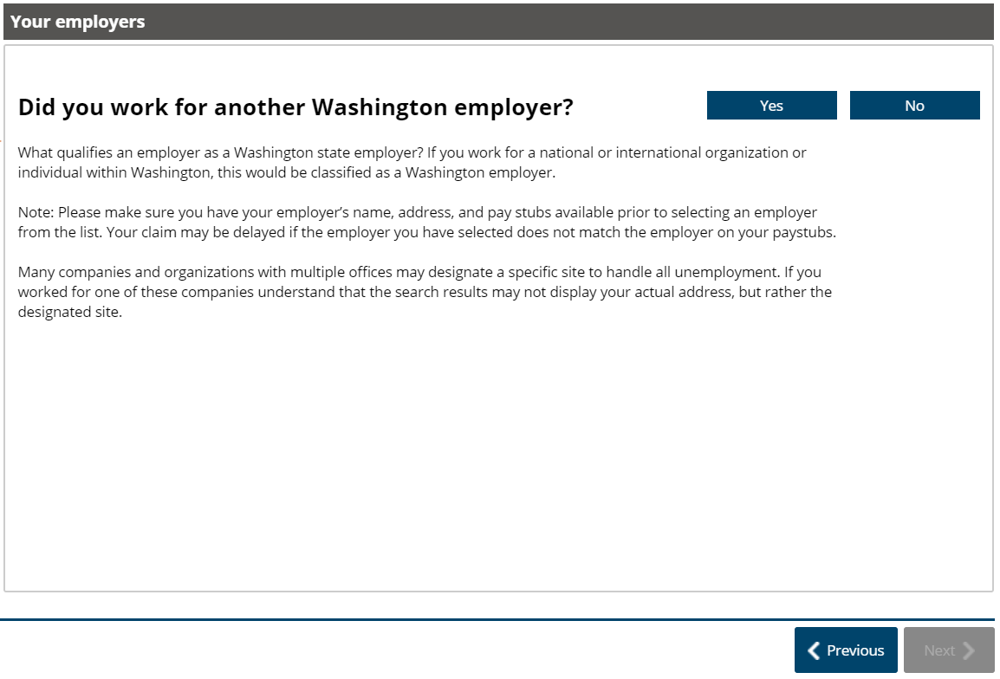 Your employers
Did you work for another Washington employer?
Yes
No
What qualifies an employer as a Washington state employer? If you work for a national or international organization or
individual within Washington, this would be classified as a Washington employer.
Note: Please make sure you have your employer’s name, address, and pay stubs available prior to selecting an employer
from the list. Your claim may be delayed if the employer you have selected does not match the employer on your paystubs.
Many companies and organizations with multiple offices may designate a specific site to handle all unemployment. If you
worked for one of these companies understand that the search results may not display your actual address, but rather the
designated site.
Previous
Next